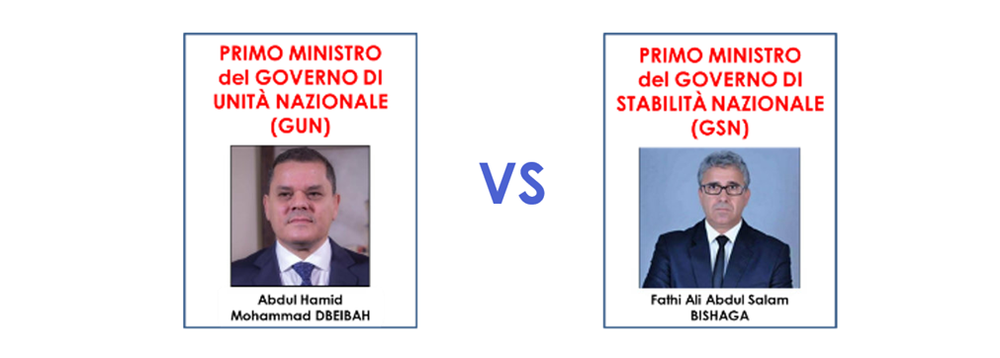 PRIMO MINISTRO
del GOVERNO DI
UNITÀ NAZIONALE
(GUN)
Abdul Hamid
Mohammad DBEIBAH
VS
PRIMO MINISTRO
del GOVERNO DI
STABILITÀ NAZIONALE
(GSN)
Fathi Ali Abdul Salam
BISHAGA